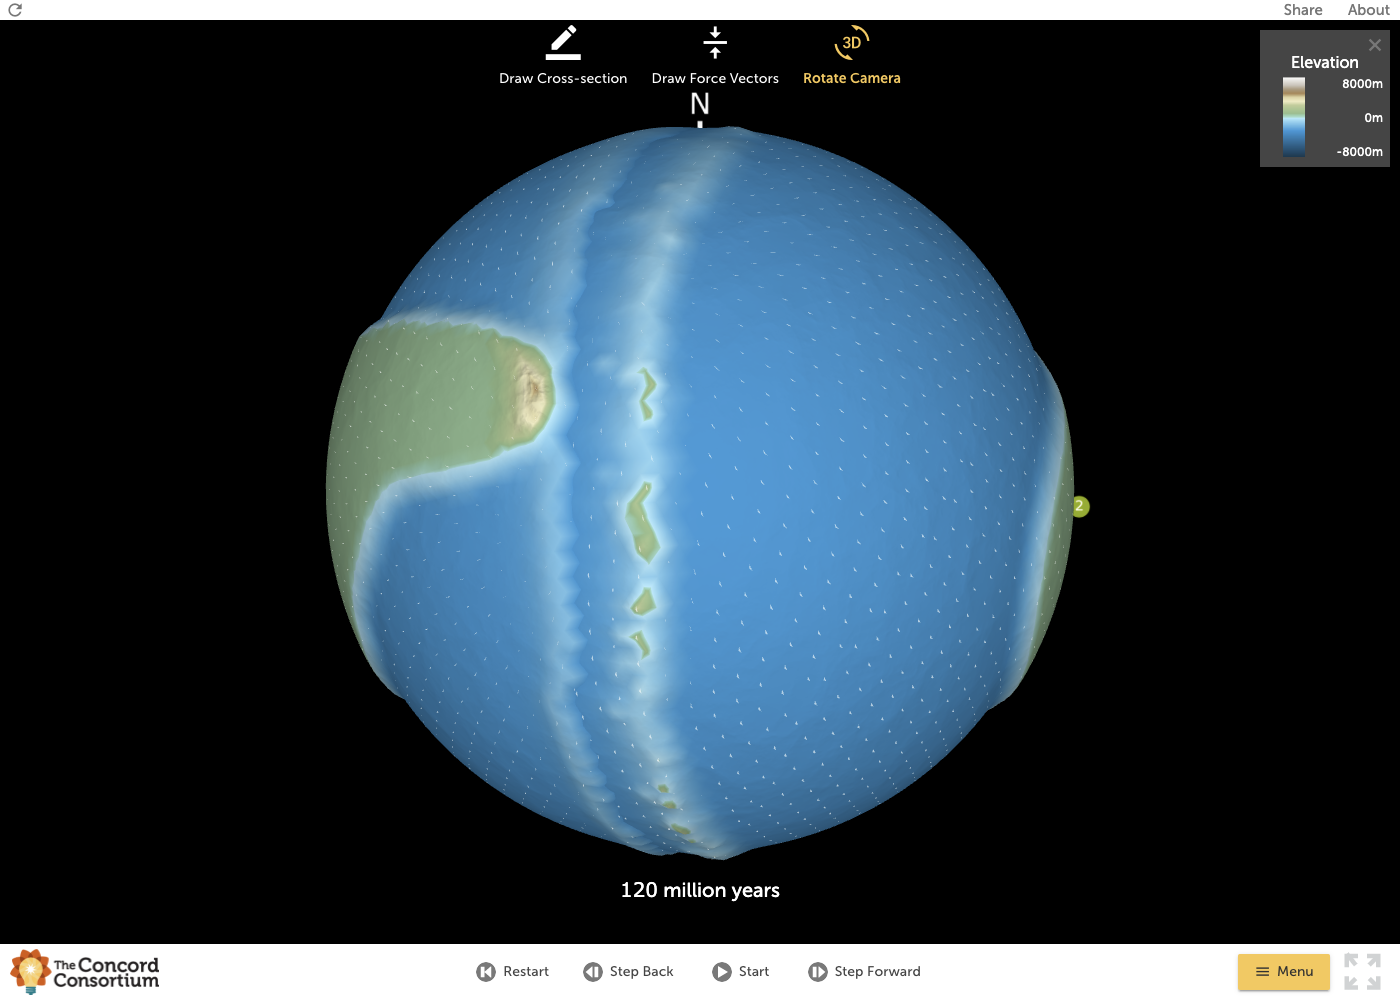 Share About
Draw Cross-section Draw Force Vectors 3D Rotate Camera
Elevation
8000m
0m
-8000m
N
2
120 million years
The Concord Consortium
Restart Step Back Start Step Forward Menu